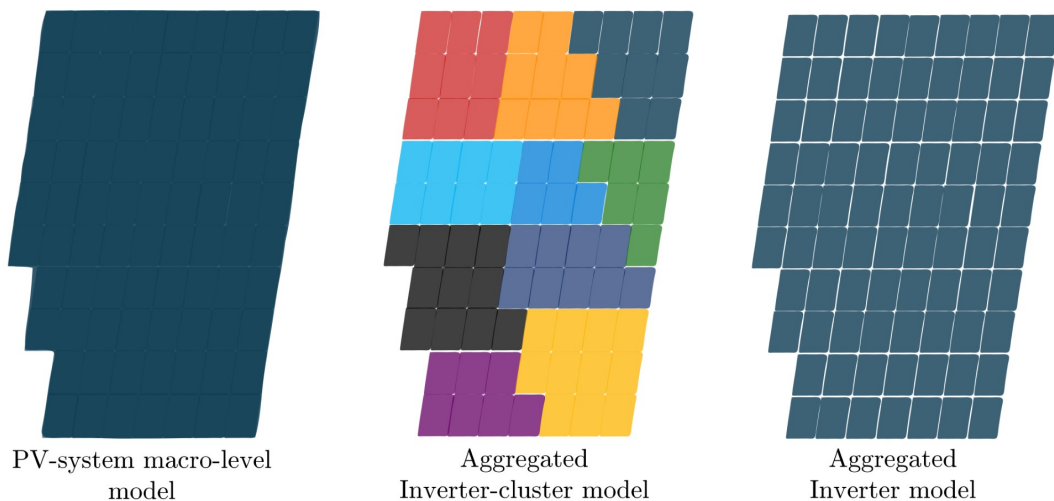 PV-system macro-level
model
Aggregated
Inverter-cluster model
Aggregated
Inverter model